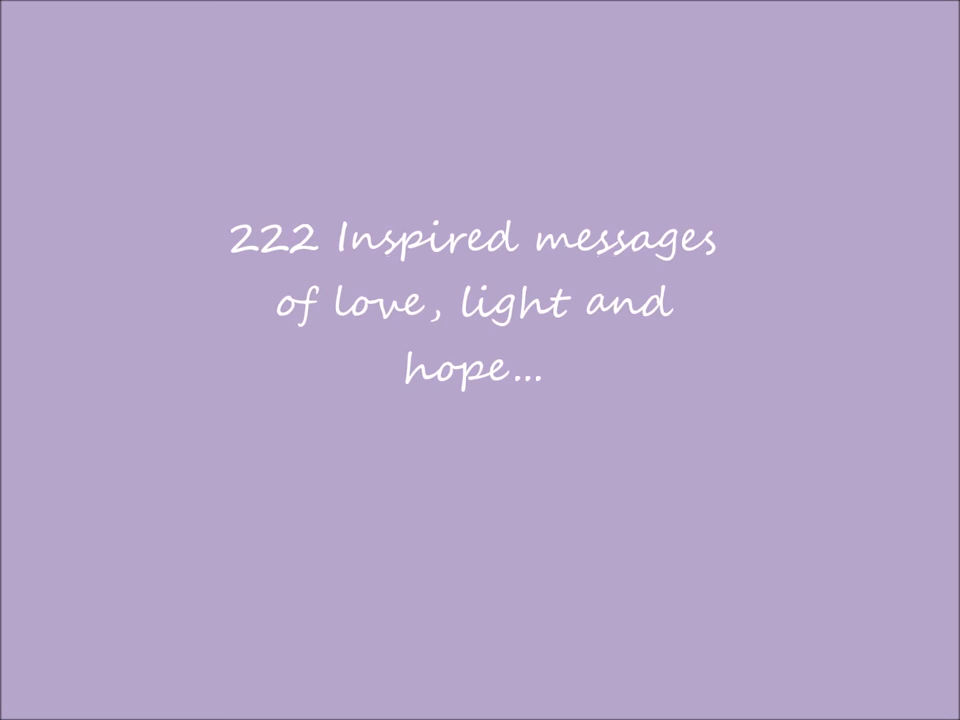 222 Inspired messages
of love, light and
hope...